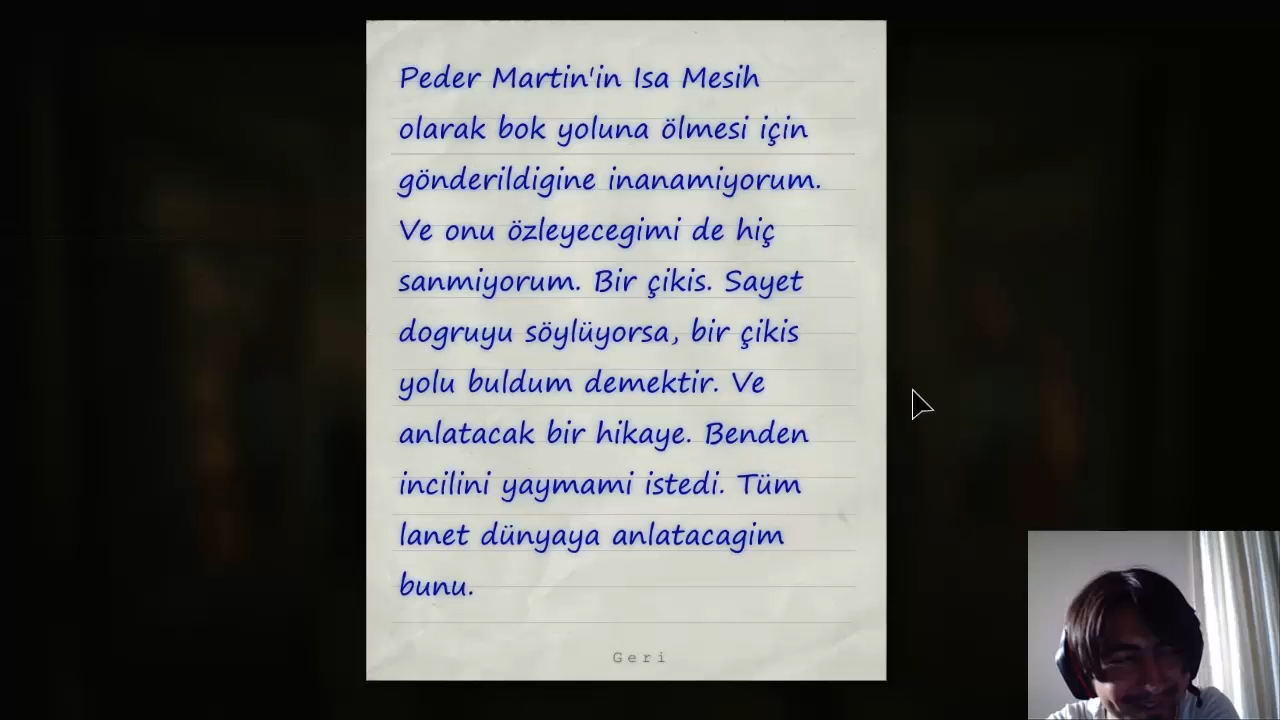 Peder Martin'in Isa Mesih
olarak bok yoluna ölmesi için
gönderildigine inanamiyorum.
Ve onu özleyecegimi de hiç
sanmiyorum. Bir çikis. Sayet
dogruyu söylüyorsa, bir çikis
yolu buldum demektir. Ve
anlatacak bir hikaye. Benden
incilini yaymami istedi. Tüm
lanet dünyaya anlatacagim
bunu.
Geri